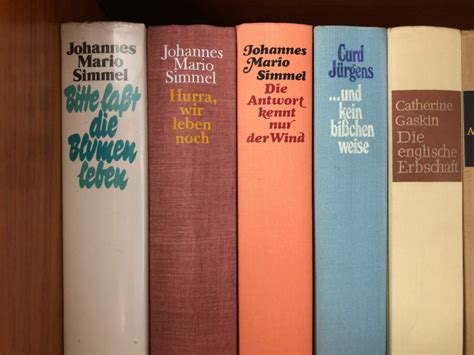 Johannes
Mario
Simmel
Bitte laßt
die
Blumen
leben
Johannes
Mario
Simmel
Hurra,
wir
leben
noch
Johannes
Mario
Simmel
Die
Antwort
kennt
nur
der Wind
Curd
Jürgens
...und
kein
bißchen
weise
Catherine
Gaskin
Die
englische
Erbschaft